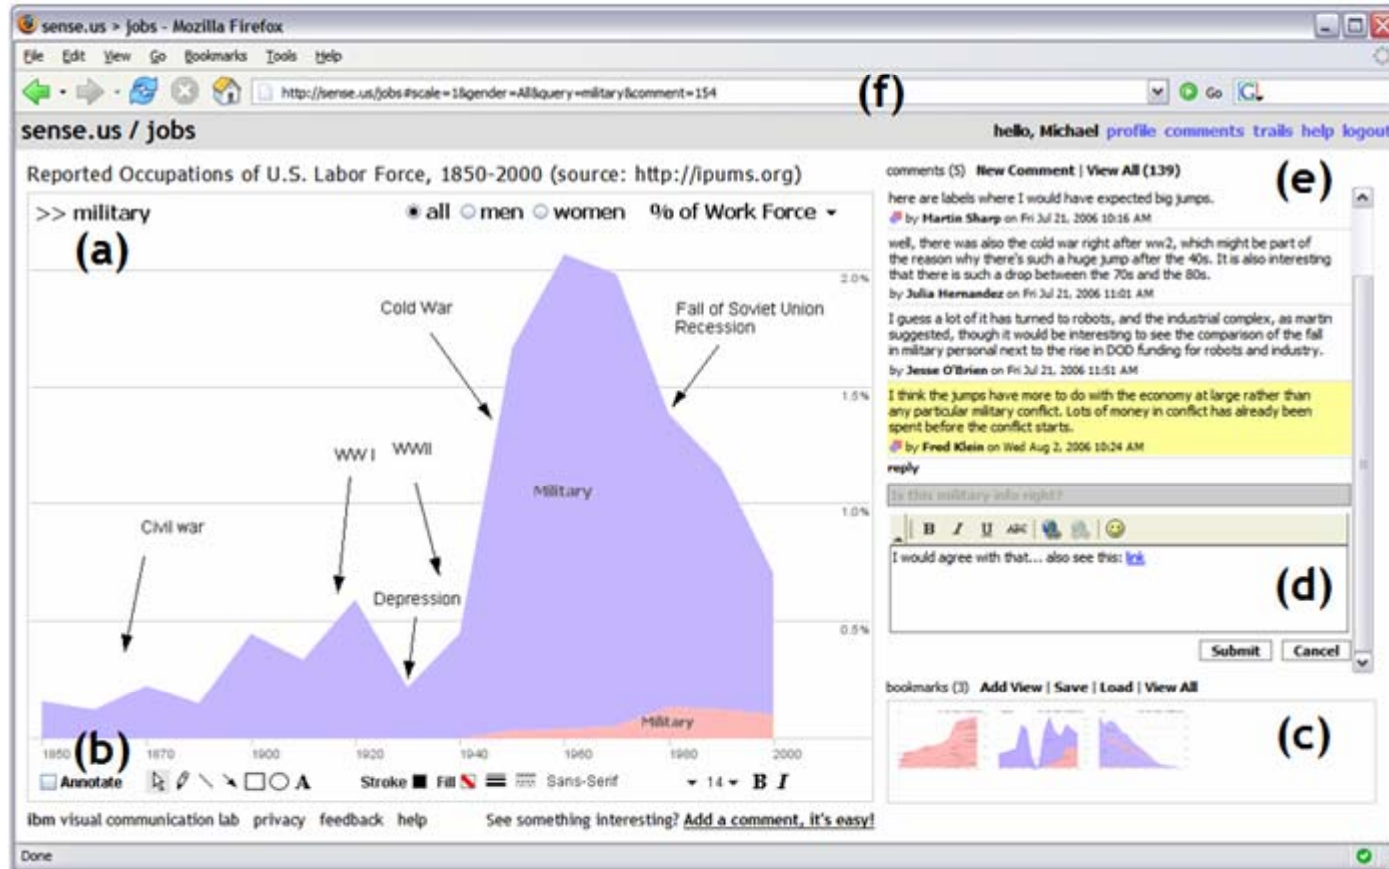 sense.us > jobs - Mozilla Firefox
File Edit View Go Bookmarks Tools Help
http://sense.us/jobs#scale=1&gender=All&query=military&comment=154
(f)
Go
G
sense.us / jobs
hello, Michael profile comments trails help logout
Reported Occupations of U.S. Labor Force, 1850-2000 (source: http://ipums.org)
>> military
all men women % of Work Force
(a)
2.0%
Cold War
Fall of Soviet Union
Recession
1.5%
WW I
WWII
Military
1.0%
Civil war
Depression
0.5%
Military
1850 1870 1900 1920 1940 1960 1980 2000
(b)
Annotate A Stroke Fill Sans-Serif 14 B I
ibm visual communication lab privacy feedback help
See something interesting? Add a comment, it's easy!
comments (5) New Comment | View All (139)
(e)
here are labels where I would have expected big jumps.
by Martin Sharp on Fri Jul 21, 2006 10:16 AM
well, there was also the cold war right after ww2, which might be part of
the reason why there's such a huge jump after the 40s. It is also interesting
that there is such a drop between the 70s and the 80s.
by Julia Hernandez on Fri Jul 21, 2006 11:01 AM
I guess a lot of it has turned to robots, and the industrial complex, as martin
suggested, though it would be interesting to see the comparison of the fall
in military personal next to the rise in DOD funding for robots and industry.
by Jesse O'Brien on Fri Jul 21, 2006 11:51 AM
I think the jumps have more to do with the economy at large rather than
any particular military conflict. Lots of money in conflict has already been
spent before the conflict starts.
by Fred Klein on Wed Aug 2, 2006 10:24 AM
reply
Is this military info right?
B I U ABC
I would agree with that... also see this: link
(d)
Submit Cancel
bookmarks (3) Add View | Save | Load | View All
(c)
Done